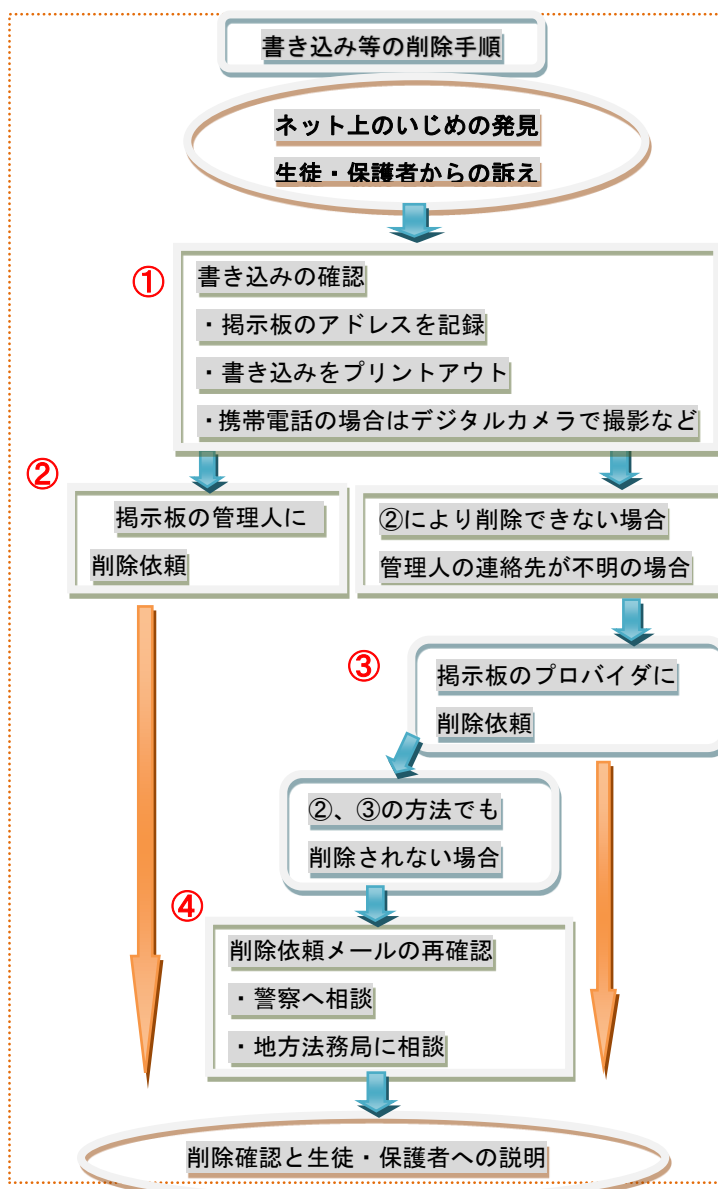 書き込み等の削除手順
ネット上のいじめの発見
生徒・保護者からの訴え
①
書き込みの確認
・掲示板のアドレスを記録
・書き込みをプリントアウト
・携帯電話の場合はデジタルカメラで撮影など
②
掲示板の管理人に
削除依頼
②により削除できない場合
管理人の連絡先が不明の場合
③
掲示板のプロバイダに
削除依頼
②、③の方法でも
削除されない場合
④
削除依頼メールの再確認
・警察へ相談
・地方法務局に相談
削除確認と生徒・保護者への説明